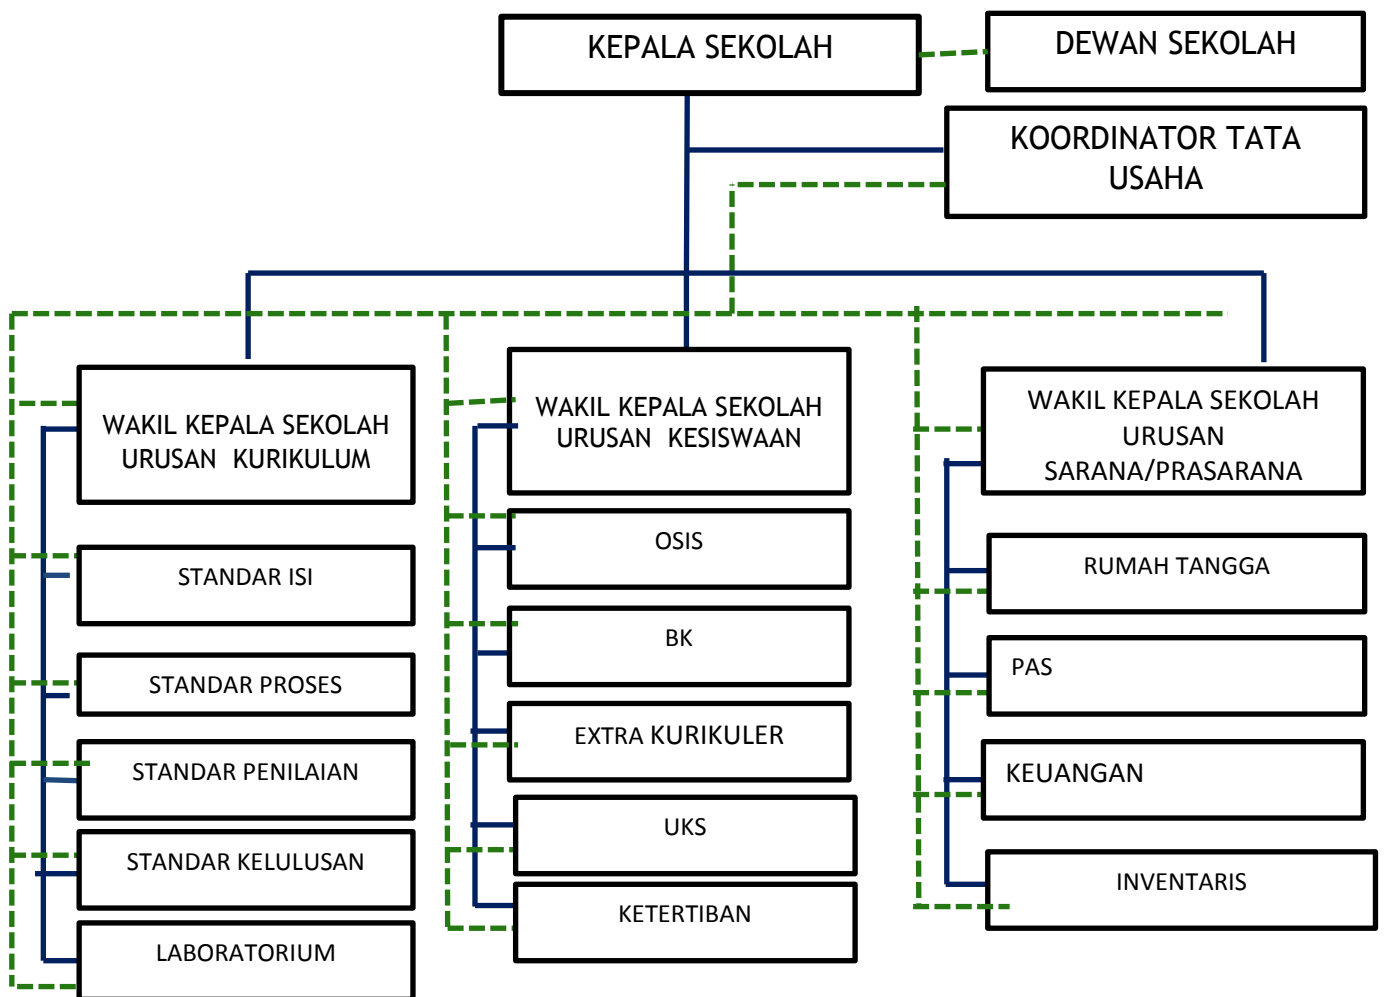 KEPALA SEKOLAH
DEWAN SEKOLAH
KOORDINATOR TATA
USAHA
WAKIL KEPALA SEKOLAH
URUSAN KURIKULUM
STANDAR ISI
STANDAR PROSES
STANDAR PENILAIAN
STANDAR KELULUSAN
LABORATORIUM
WAKIL KEPALA SEKOLAH
URUSAN KESISWAAN
OSIS
BK
EXTRA KURIKULER
UKS
KETERTIBAN
WAKIL KEPALA SEKOLAH
URUSAN
SARANA/PRASARANA
RUMAH TANGGA
PAS
KEUANGAN
INVENTARIS